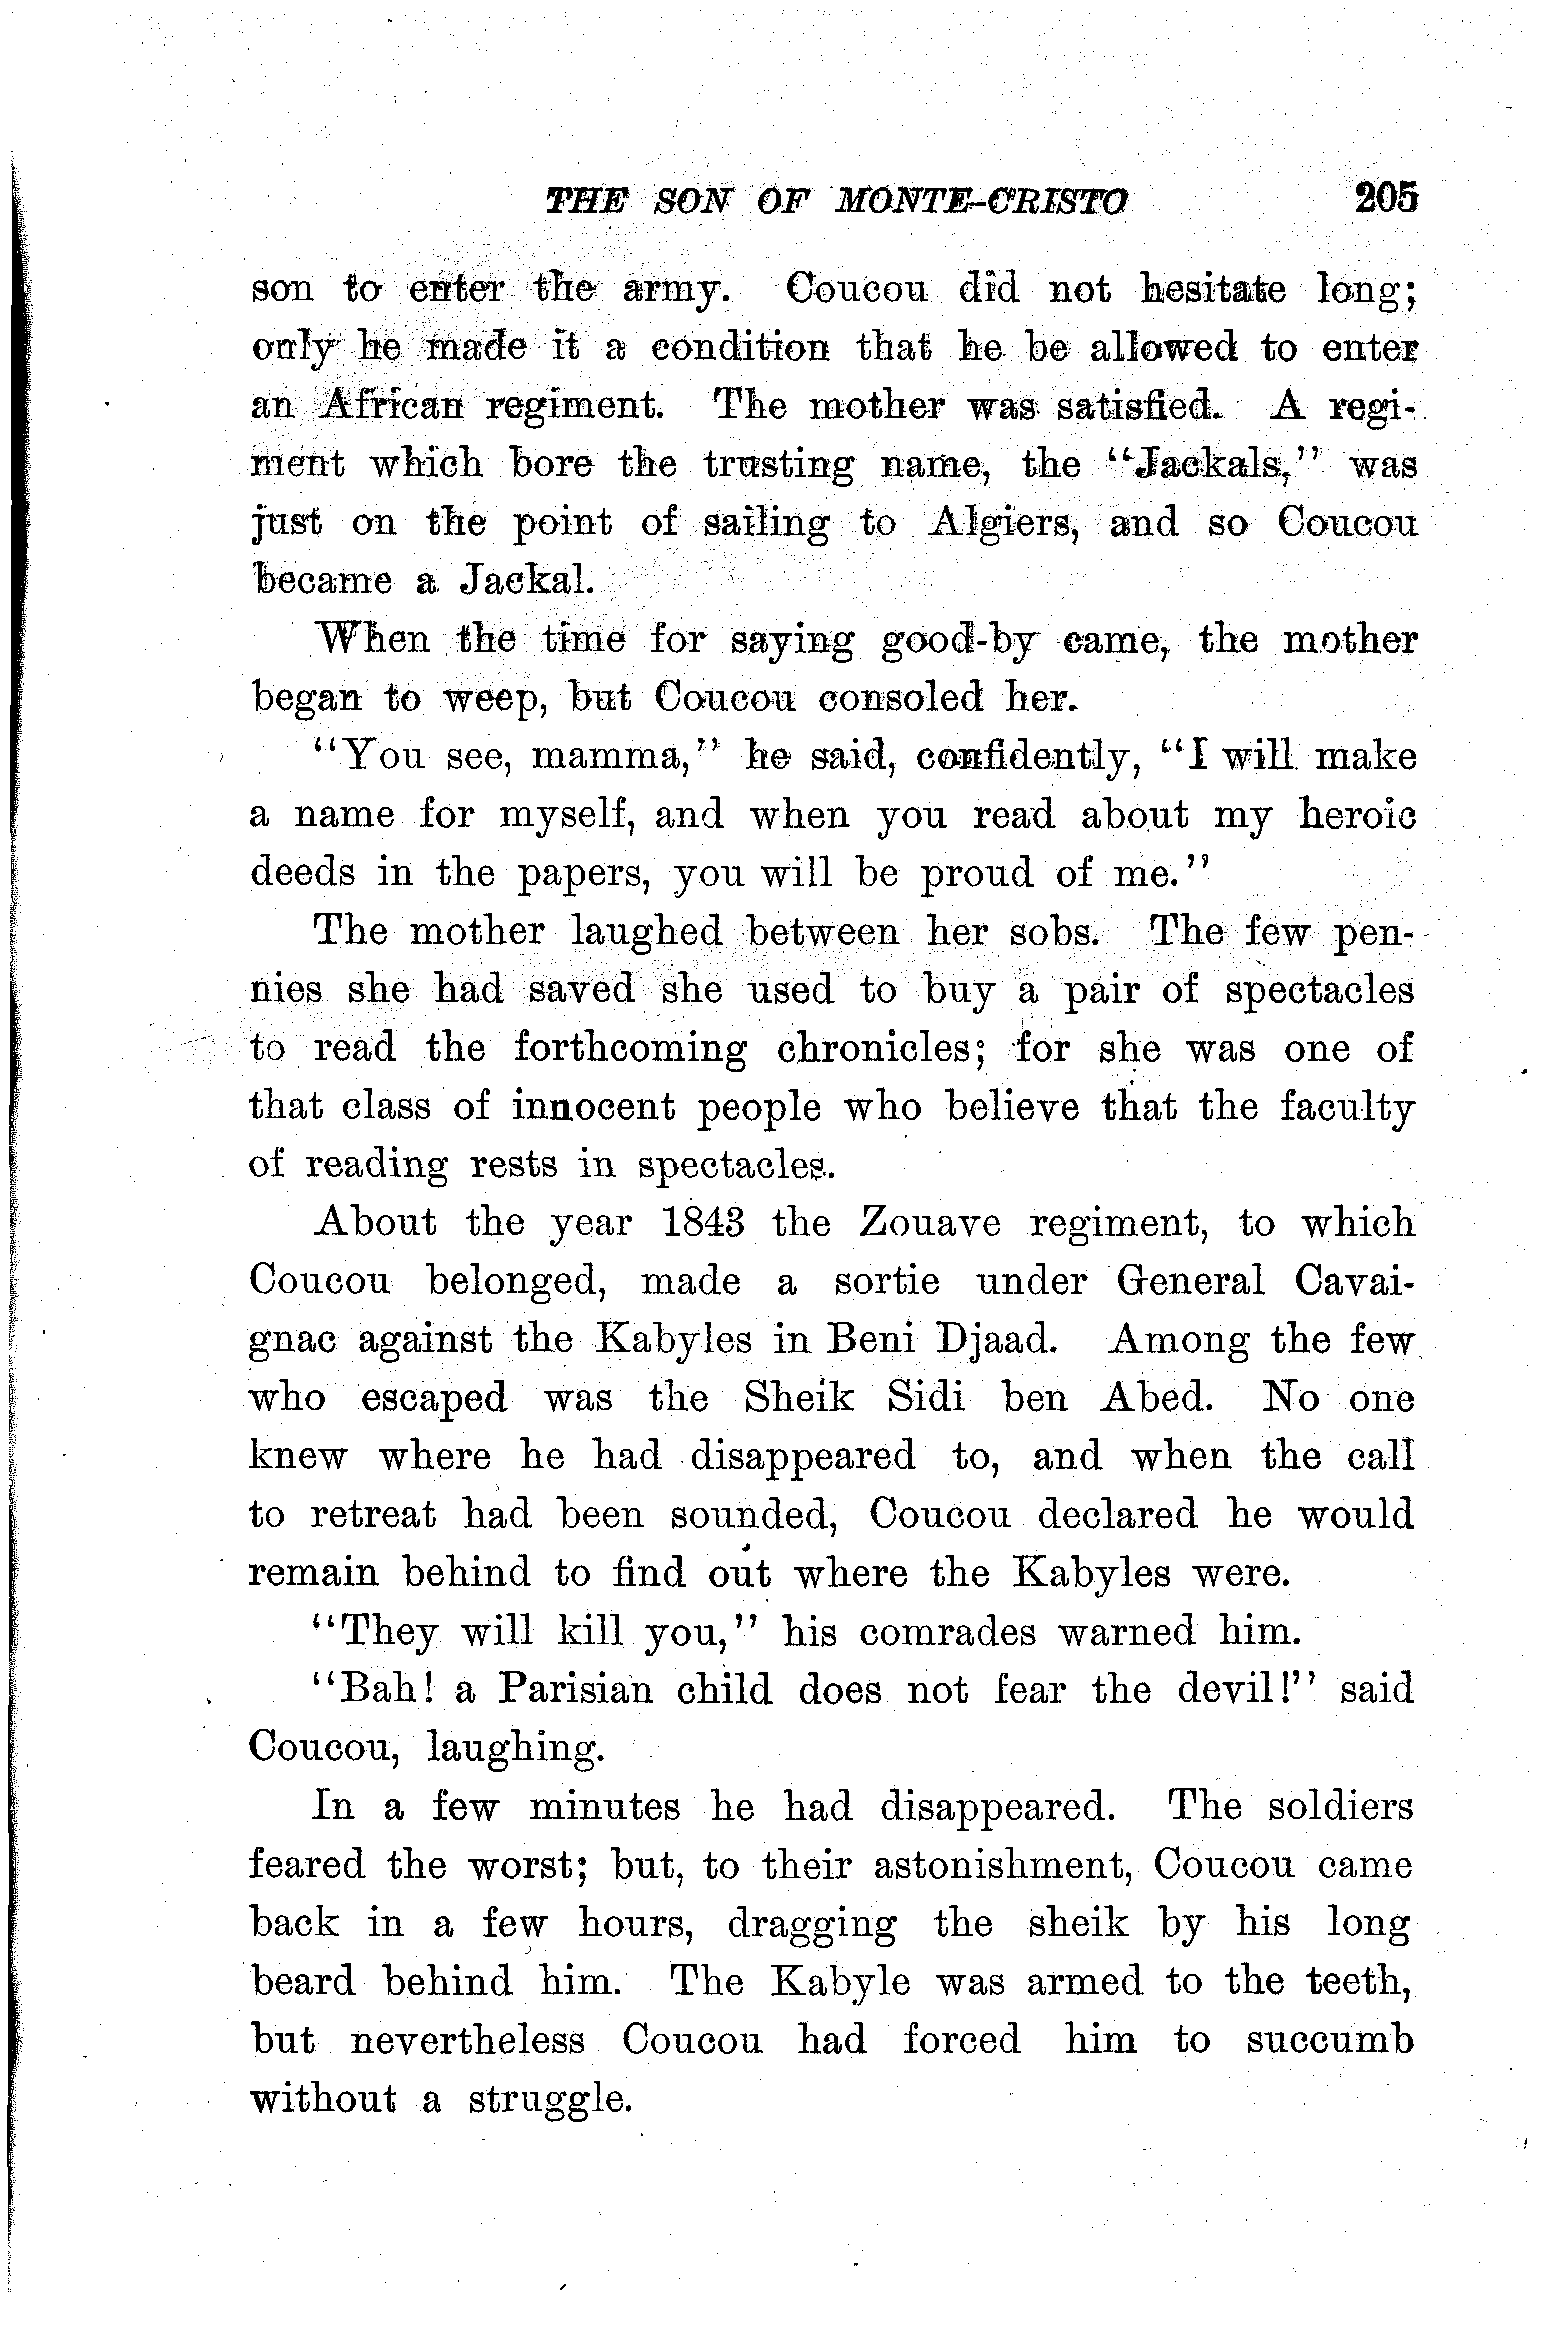 THE SON OF MONTE-CRISTO 205
son to enter the army. Coucou did not hesitate long;
only he made it a condition that he be allowed to enter
an African regiment. The mother was satisfied. A regi-
ment which bore the trusting name, the "Jackals," was
just on the point of sailing to Algiers, and so Coucou
became a Jackal.
When the time for saying good-by came, the mother
began to weep, but Coucou consoled her.
"You see, mamma," he said, confidently, "I will make
a name for myself, and when you read about my heroic
deeds in the papers, you will be proud of me."
The mother laughed between her sobs. The few pen-
nies she had saved she used to buy a pair of spectacles
to read the forthcoming chronicles; for she was one of
that class of innocent people who believe that the faculty
of reading rests in spectacles.
About the year 1843 the Zouave regiment, to which
Coucou belonged, made a sortie under General Cavai-
gnac against the Kabyles in Beni Djaad. Among the few
who escaped was the Sheik Sidi ben Abed. No one
knew where he had disappeared to, and when the call
to retreat had been sounded, Coucou declared he would
remain behind to find out where the Kabyles were.
"They will kill you," his comrades warned him.
"Bah! a Parisian child does not fear the devil!" said
Coucou, laughing.
In a few minutes he had disappeared. The soldiers
feared the worst; but, to their astonishment, Coucou came
back in a few hours, dragging the sheik by his long
beard behind him. The Kabyle was armed to the teeth,
but nevertheless Coucou had forced him to succumb
without a struggle.